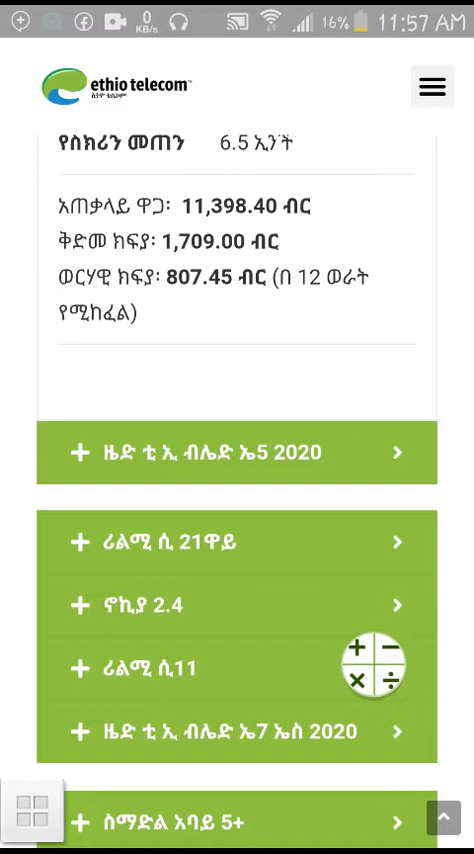 0
KB/s
16%
11:57 AM
ethio telecom™
ኢትዮ ቴሌኮም
የስክሪን መጠን 6.5 ኢንች
አጠቃላይ ዋጋ፡ 11,398.40 ብር
ቅድመ ክፍያ፡ 1,709.00 ብር
ወርሃዊ ክፍያ፡ 807.45 ብር (በ 12 ወራት
የሚከፈል)
+ ዜድ ቲ ኢ ብሌድ ኤ5 2020
+ ሪልሚ ሲ 21ዋይ
+ ኖኪያ 2.4
+ ሪልሚ ሲ11
+ − × ÷
+ ዜድ ቲ ኢ ብሌድ ኤ7 ኤስ 2020
+ ስማድል አባይ 5+